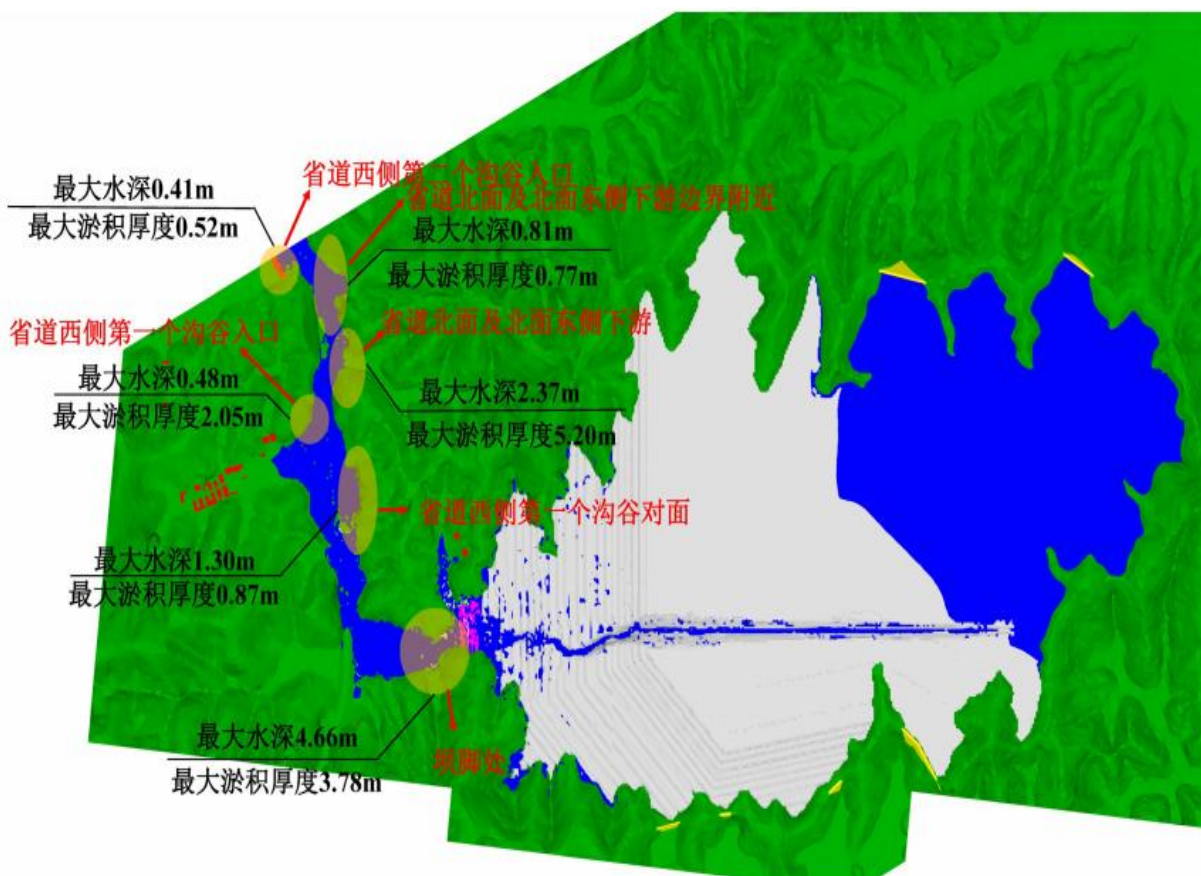 省道西侧第二个沟谷入口
最大水深0.41m
最大淤积厚度0.52m
省道北面及北面东侧下游边界附近
最大水深0.81m
最大淤积厚度0.77m
省道西侧第一个沟谷入口
最大水深0.48m
最大淤积厚度2.05m
省道北面及北面东侧下游
最大水深2.37m
最大淤积厚度5.20m
省道西侧第一个沟谷对面
最大水深1.30m
最大淤积厚度0.87m
最大水深4.66m
最大淤积厚度3.78m
坝脚处